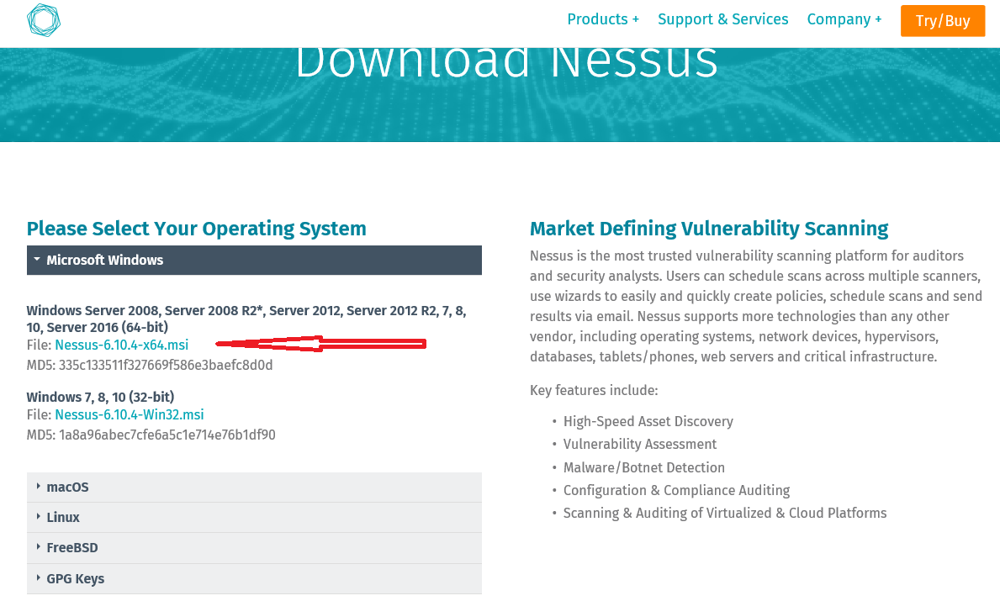 Products +
Support & Services
Company +
Try/Buy
Download Nessus
Please Select Your Operating System
Microsoft Windows
Windows Server 2008, Server 2008 R2*, Server 2012, Server 2012 R2, 7, 8,
10, Server 2016 (64-bit)
File: Nessus-6.10.4-x64.msi
MD5: 335c133511f327669f586e3baefc8d0d
Windows 7, 8, 10 (32-bit)
File: Nessus-6.10.4-Win32.msi
MD5: 1a8a96abec7cfe6a5c1e714e76b1df90
macOS
Linux
FreeBSD
GPG Keys
Market Defining Vulnerability Scanning
Nessus is the most trusted vulnerability scanning platform for auditors
and security analysts. Users can schedule scans across multiple scanners,
use wizards to easily and quickly create policies, schedule scans and send
results via email. Nessus supports more technologies than any other
vendor, including operating systems, network devices, hypervisors,
databases, tablets/phones, web servers and critical infrastructure.
Key features include:
• High-Speed Asset Discovery
• Vulnerability Assessment
• Malware/Botnet Detection
• Configuration & Compliance Auditing
• Scanning & Auditing of Virtualized & Cloud Platforms